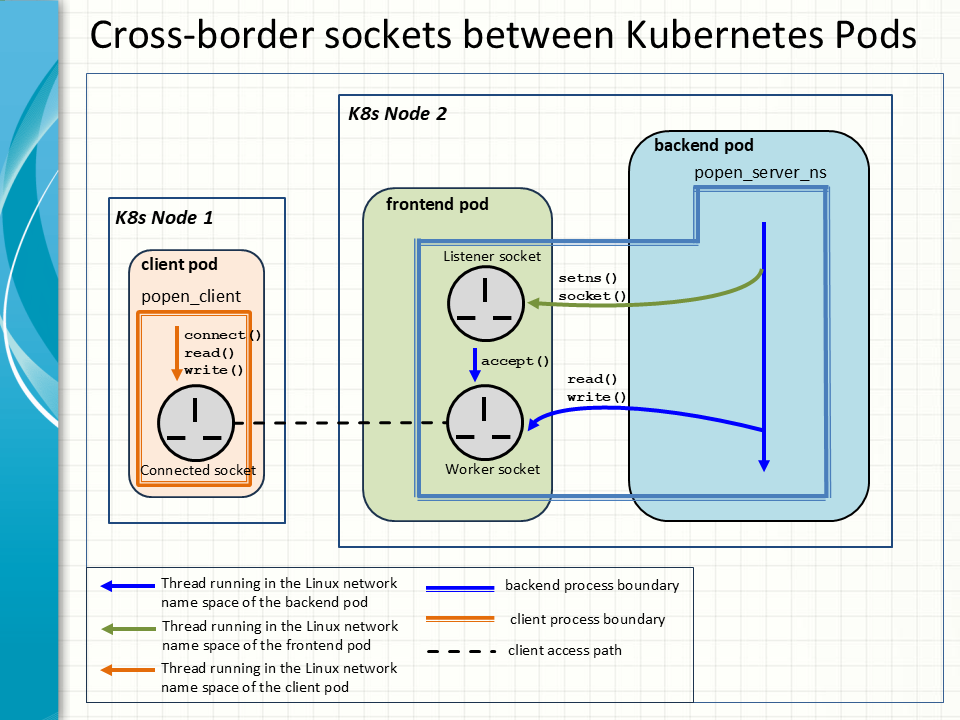 Cross-border sockets between Kubernetes Pods
K8s Node 2
backend pod
popen_server_ns
frontend pod
K8s Node 1
Listener socket
client pod
setns()
socket()
popen_client
connect()
read()
write()
accept()
read()
write()
Connected socket
Worker socket
Thread running in the Linux network
name space of the backend pod
Thread running in the Linux network
name space of the frontend pod
Thread running in the Linux network
name space of the client pod
backend process boundary
client process boundary
client access path